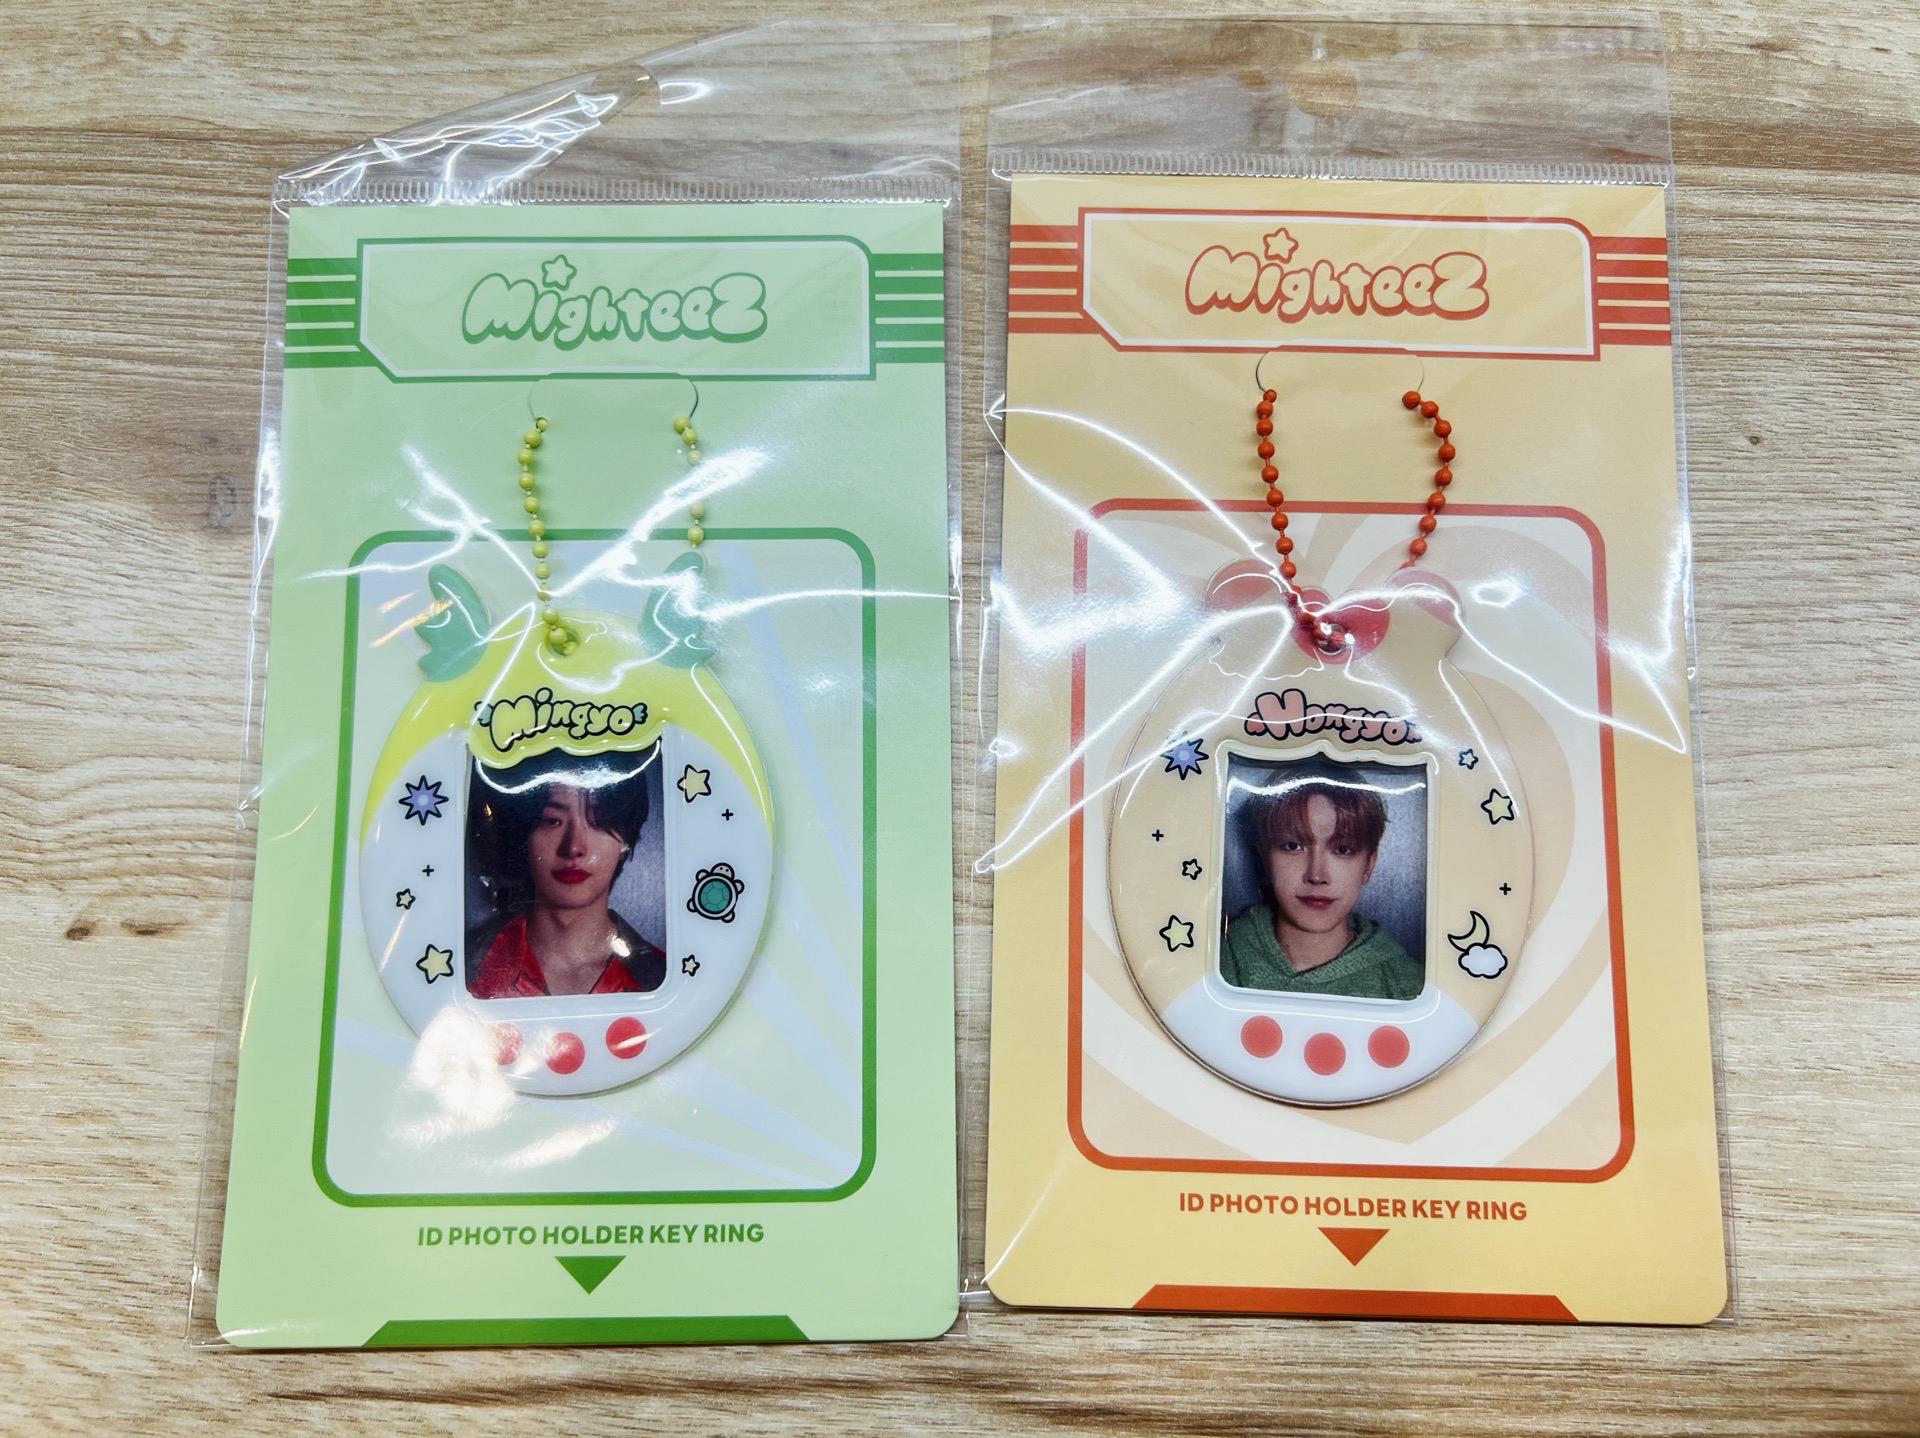 MighteeZ
Mingyo
ID PHOTO HOLDER KEY RING
MighteeZ
Hongyo
ID PHOTO HOLDER KEY RING